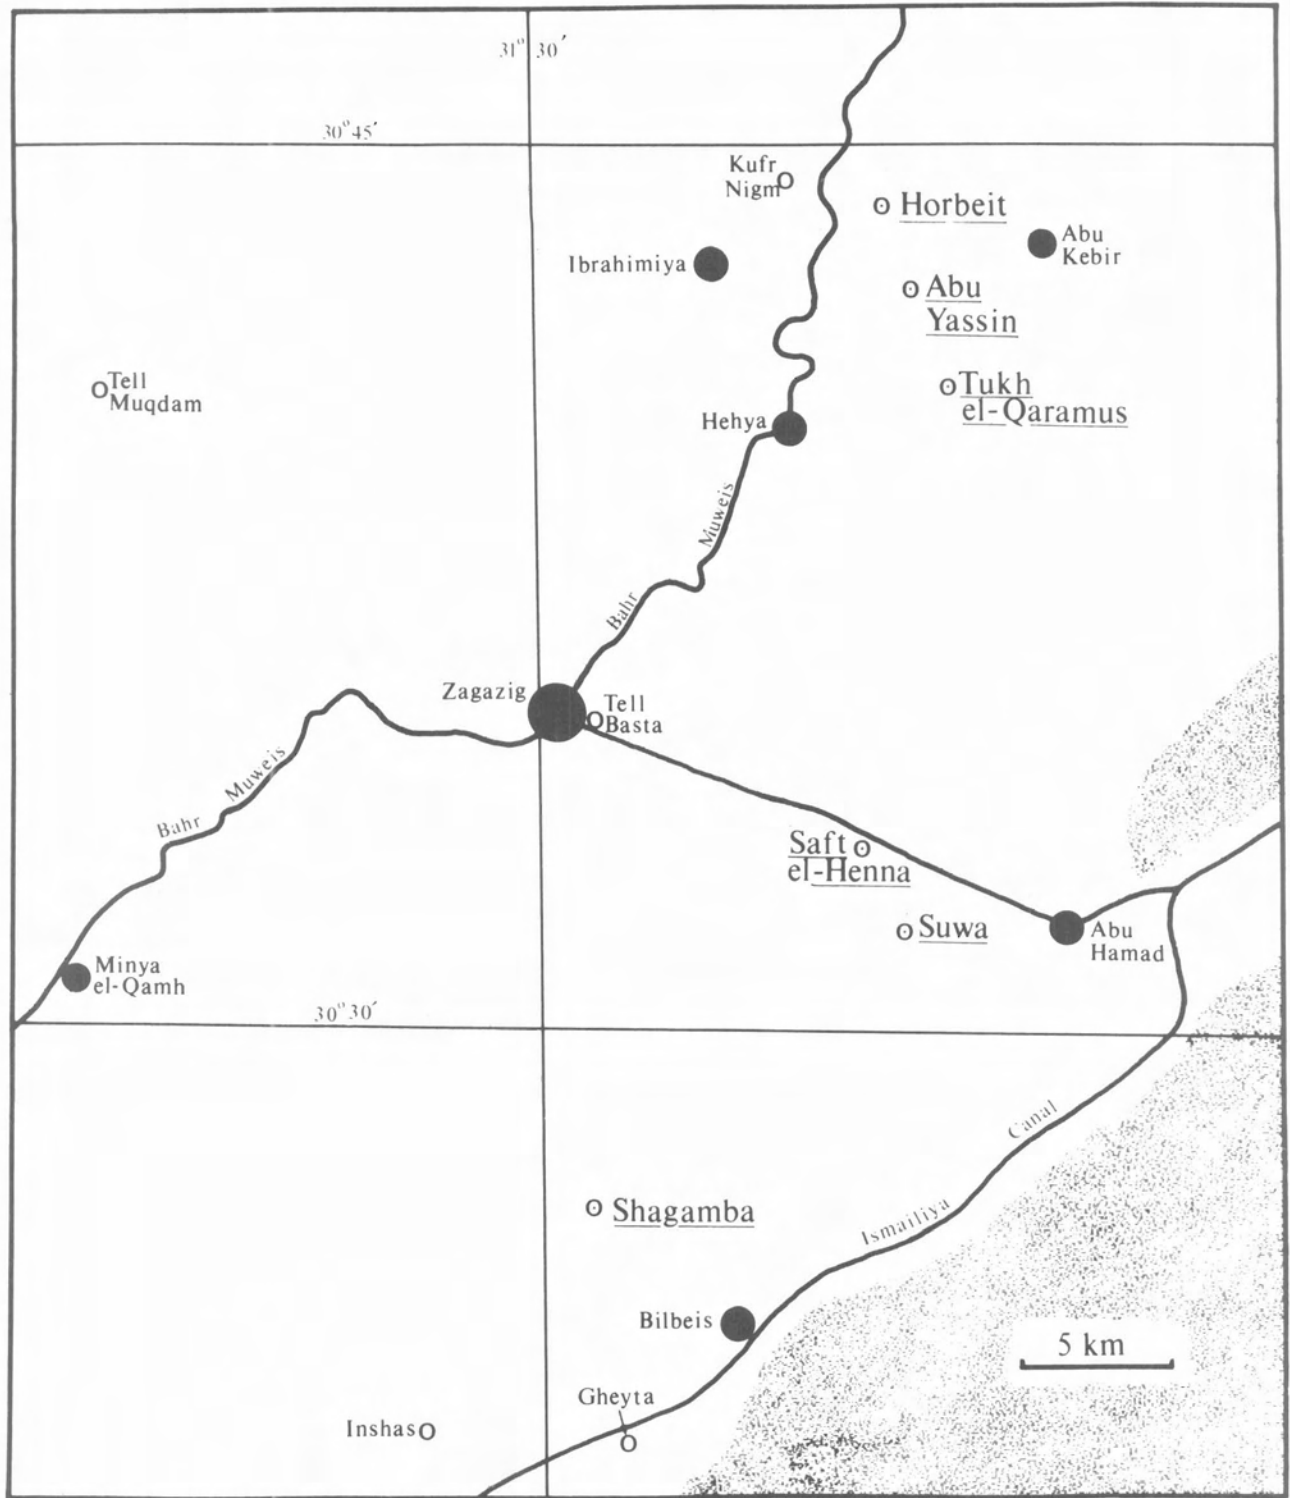 31° 30′
30° 45′
Kufr
Nigm
Horbeit
Abu
Kebir
Ibrahimiya
Abu
Yassin
Tell
Muqdam
Tukh
el-Qaramus
Hehya
Bahr Muweis
Zagazig
Tell
Basta
Bahr Muweis
Saft
el-Henna
Suwa
Abu
Hamad
Minya
el-Qamh
30° 30′
Ismailiya Canal
Shagamba
Bilbeis
5 km
Gheyta
Inshas